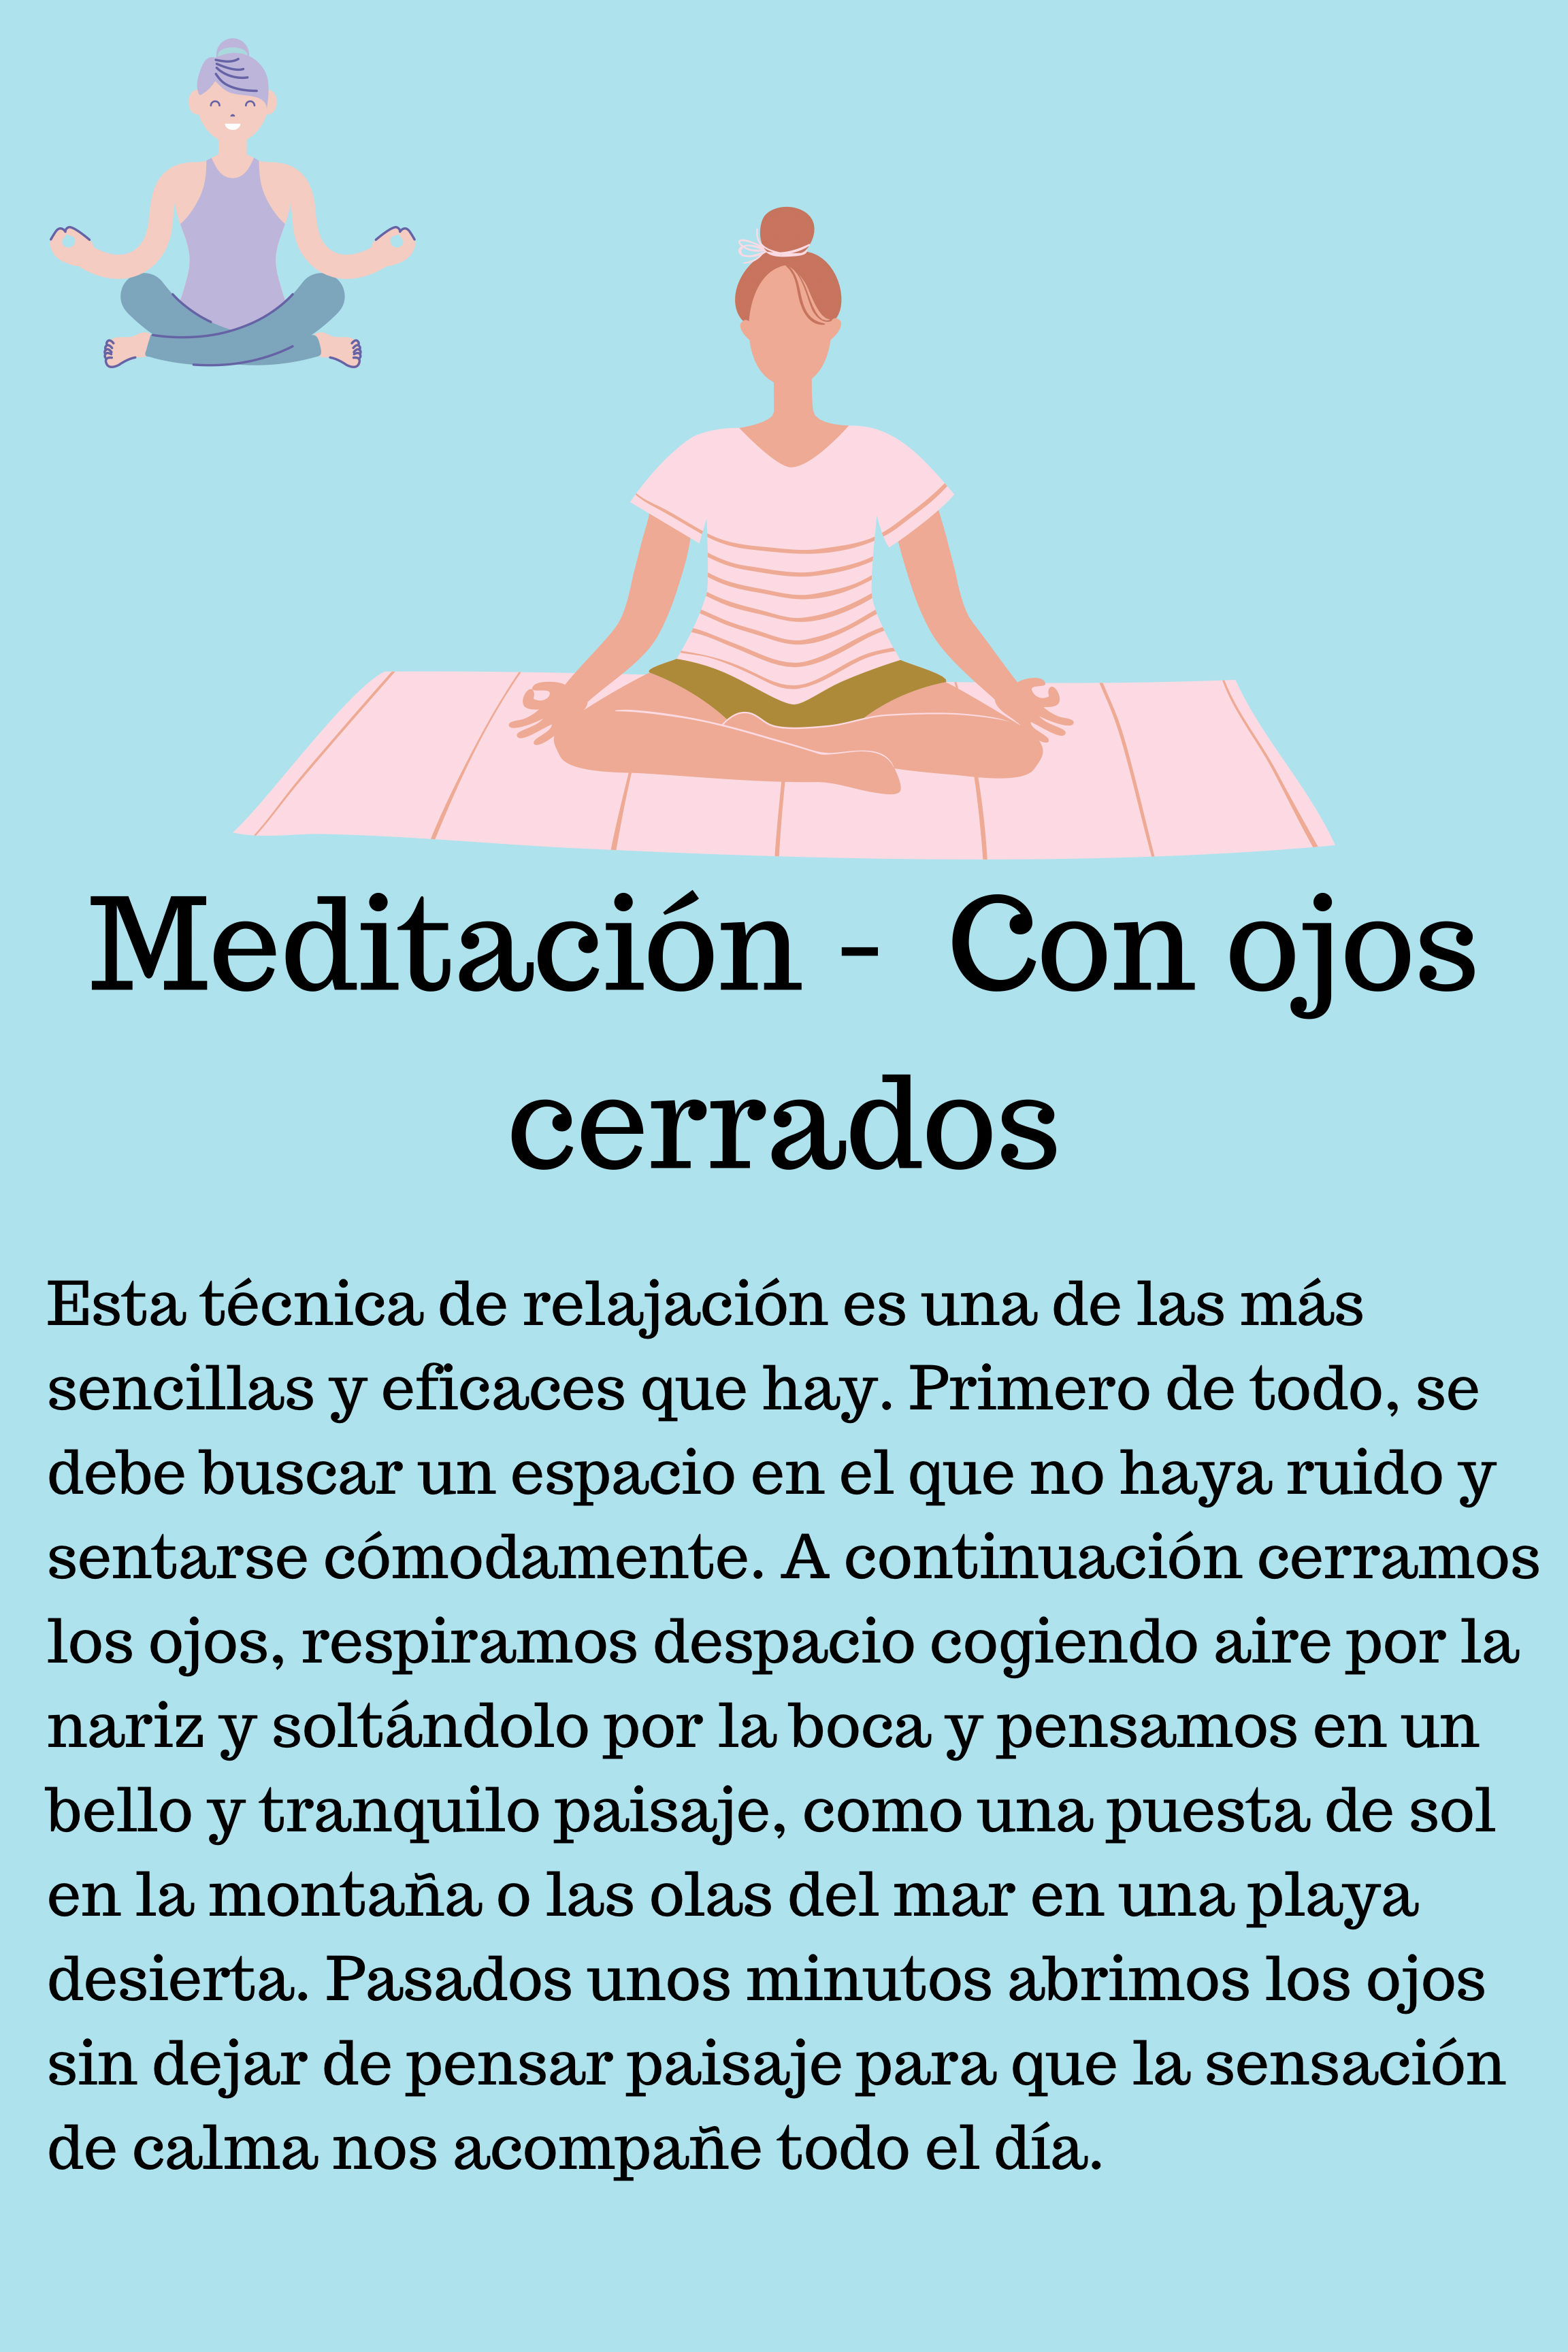 Meditación -  Con ojos
cerrados
Esta técnica de relajación es una de las más
sencillas y eficaces que hay. Primero de todo, se
debe buscar un espacio en el que no haya ruido y
sentarse cómodamente. A continuación cerramos
los ojos, respiramos despacio cogiendo aire por la
nariz y soltándolo por la boca y pensamos en un
bello y tranquilo paisaje, como una puesta de sol
en la montaña o las olas del mar en una playa
desierta. Pasados unos minutos abrimos los ojos
sin dejar de pensar paisaje para que la sensación
de calma nos acompañe todo el día.